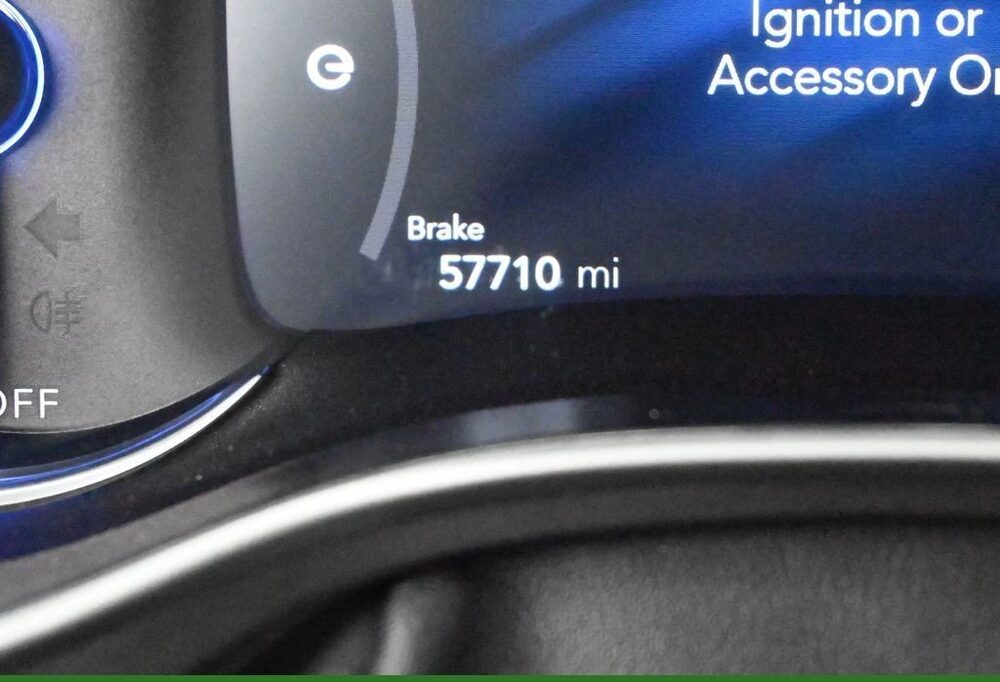 Ignition or
Accessory On
Brake
57710 mi
OFF